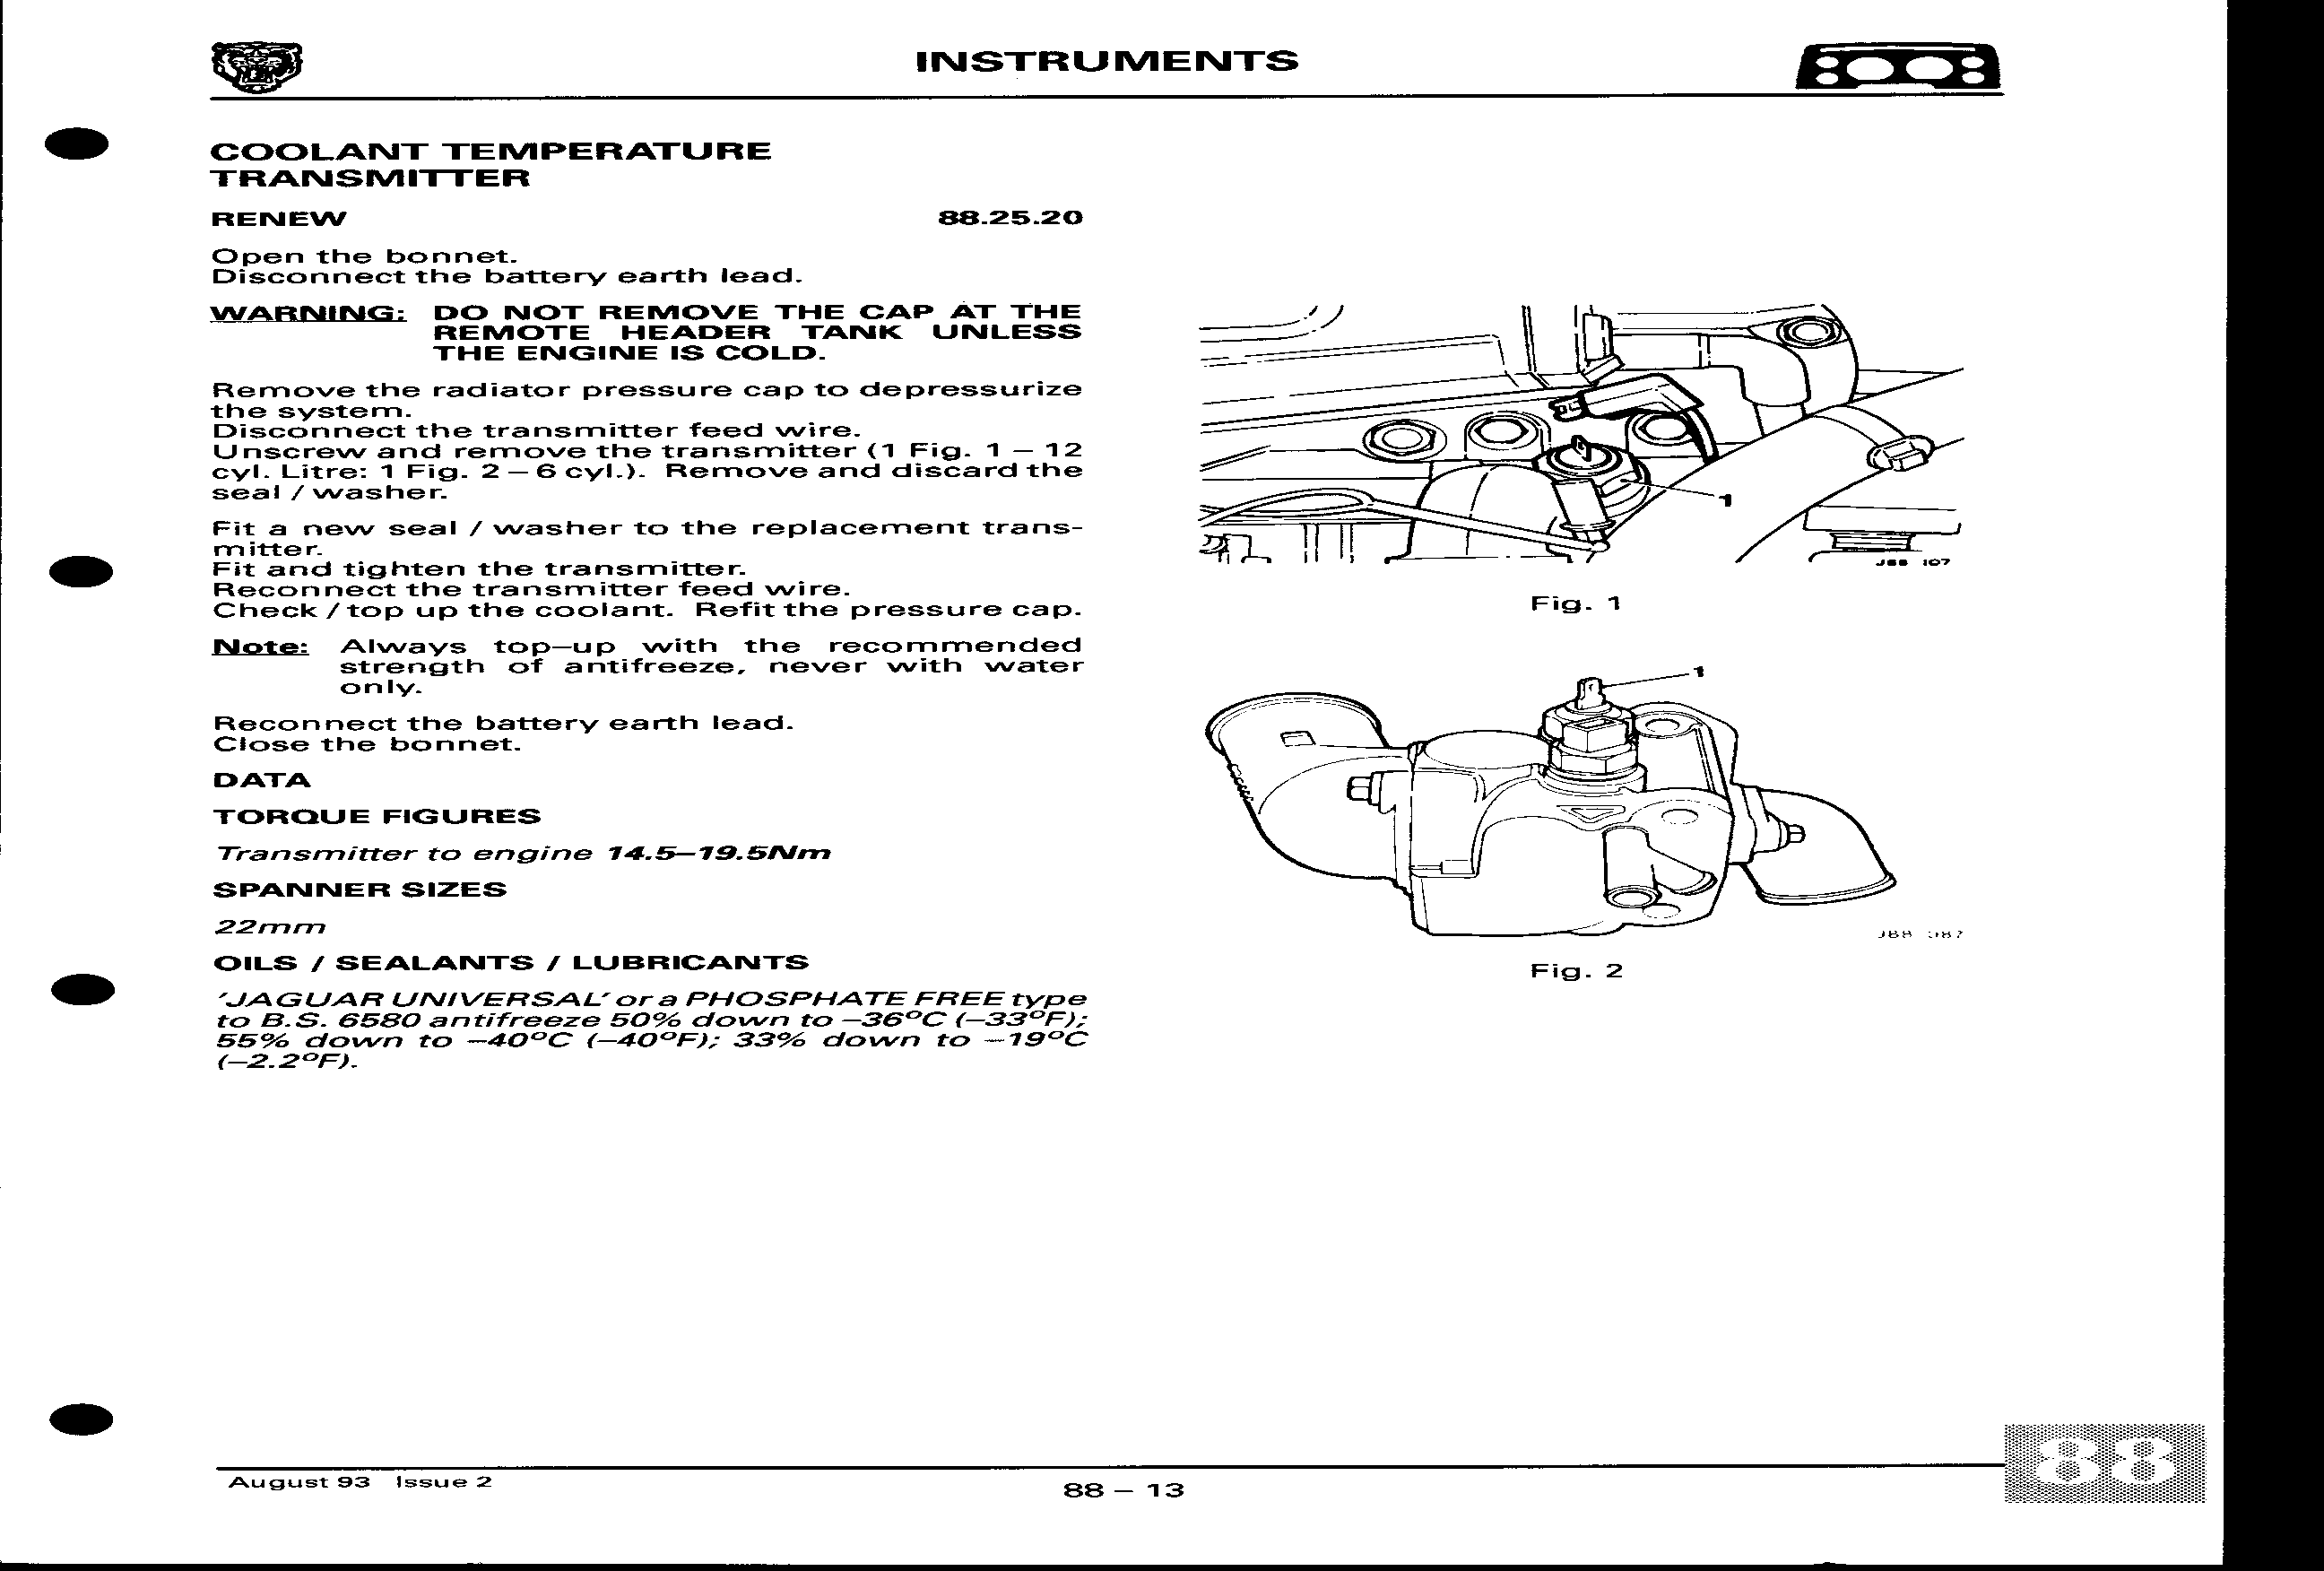 INSTRUMENTS
COOLANT TEMPERATURE
TRANSMITTER
RENEW 88.25.20
Open the bonnet.
Disconnect the battery earth lead.
WARNING: DO NOT REMOVE THE CAP AT THE
REMOTE HEADER TANK UNLESS
THE ENGINE IS COLD.
Remove the radiator pressure cap to depressurize
the system.
Disconnect the transmitter feed wire.
Unscrew and remove the transmitter (1 Fig. 1 – 12
cyl. Litre: 1 Fig. 2 – 6 cyl.). Remove and discard the
seal / washer.
Fit a new seal / washer to the replacement trans-
mitter.
Fit and tighten the transmitter.
Reconnect the transmitter feed wire.
Check / top up the coolant. Refit the pressure cap.
Note: Always top–up with the recommended
strength of antifreeze, never with water
only.
Reconnect the battery earth lead.
Close the bonnet.
DATA
TORQUE FIGURES
Transmitter to engine 14.5–19.5Nm
SPANNER SIZES
22mm
OILS / SEALANTS / LUBRICANTS
'JAGUAR UNIVERSAL' or a PHOSPHATE FREE type
to B.S. 6580 antifreeze 50% down to –36°C (–33°F);
55% down to –40°C (–40°F); 33% down to –19°C
(–2.2°F).
1
J88 107
Fig. 1
1
J88 087
Fig. 2
August 93 Issue 2
88 – 13
88